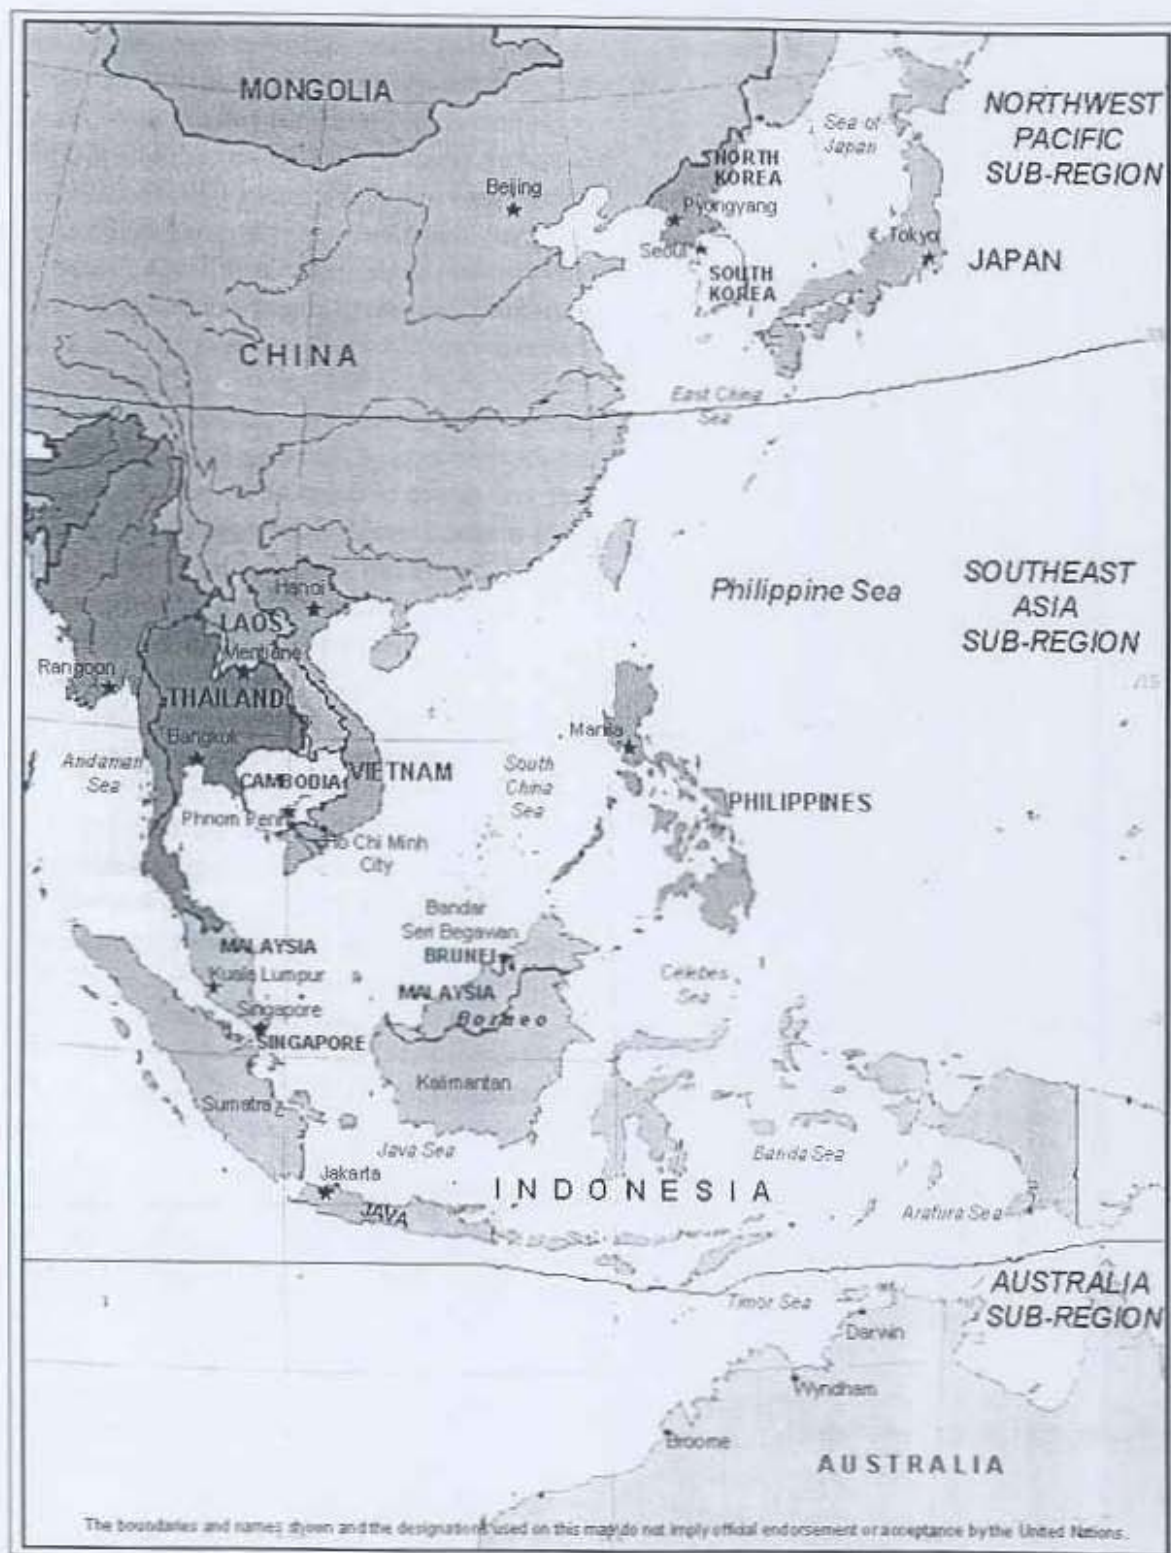 MONGOLIA
NORTHWEST
PACIFIC
SUB-REGION
Sea of
Japan
NORTH
KOREA
Beijing
Pyongyang
Tokyo
Seoul
JAPAN
SOUTH
KOREA
CHINA
East China
Sea
Philippine Sea
SOUTHEAST
ASIA
SUB-REGION
Hanoi
LAOS
Vientiane
Rangoon
THAILAND
15
Manila
Bangkok
Andaman
Sea
South
China
Sea
CAMBODIA
VIETNAM
PHILIPPINES
Phnom Penh
Ho Chi Minh
City
Bandar
Seri Begawan
BRUNEI
MALAYSIA
Kuala Lumpur
Celebes
Sea
MALAYSIA
Borneo
Singapore
SINGAPORE
Kalimantan
Sumatra
Java Sea
Banda Sea
Jakarta
INDONESIA
JAVA
Arafura Sea
AUSTRALIA
SUB-REGION
Timor Sea
Darwin
Wyndham
Broome
AUSTRALIA
The boundaries and names shown and the designations used on this map do not imply official endorsement or acceptance by the United Nations.